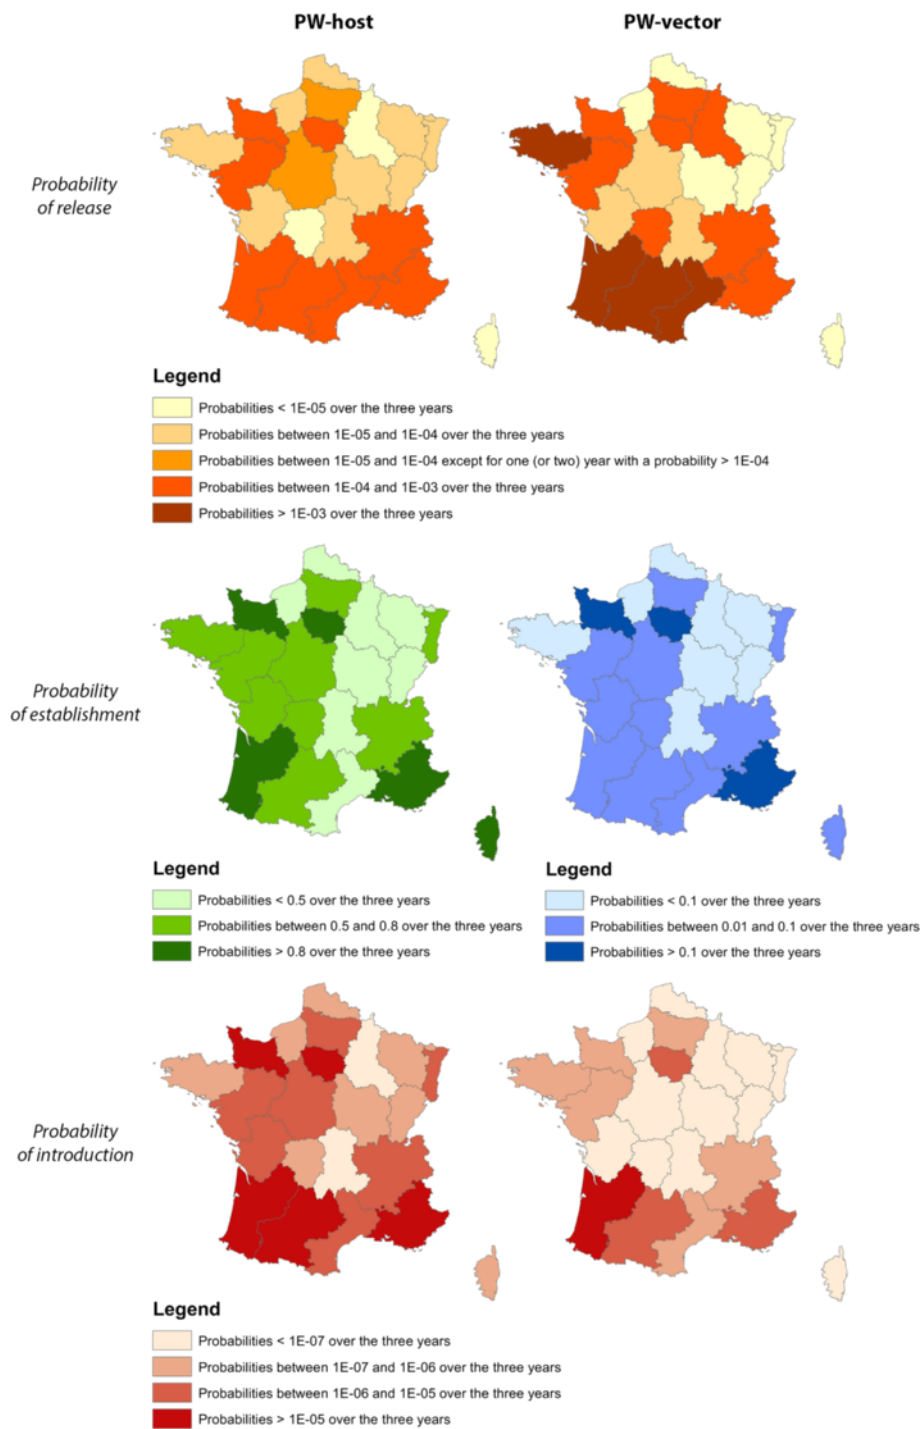 PW-host
PW-vector
Probability
of release
Legend
Probabilities < 1E-05 over the three years
Probabilities between 1E-05 and 1E-04 over the three years
Probabilities between 1E-05 and 1E-04 except for one (or two) year with a probability > 1E-04
Probabilities between 1E-04 and 1E-03 over the three years
Probabilities > 1E-03 over the three years
Probability
of establishment
Legend
Probabilities < 0.5 over the three years
Probabilities between 0.5 and 0.8 over the three years
Probabilities > 0.8 over the three years
Legend
Probabilities < 0.1 over the three years
Probabilities between 0.01 and 0.1 over the three years
Probabilities > 0.1 over the three years
Probability
of introduction
Legend
Probabilities < 1E-07 over the three years
Probabilities between 1E-07 and 1E-06 over the three years
Probabilities between 1E-06 and 1E-05 over the three years
Probabilities > 1E-05 over the three years